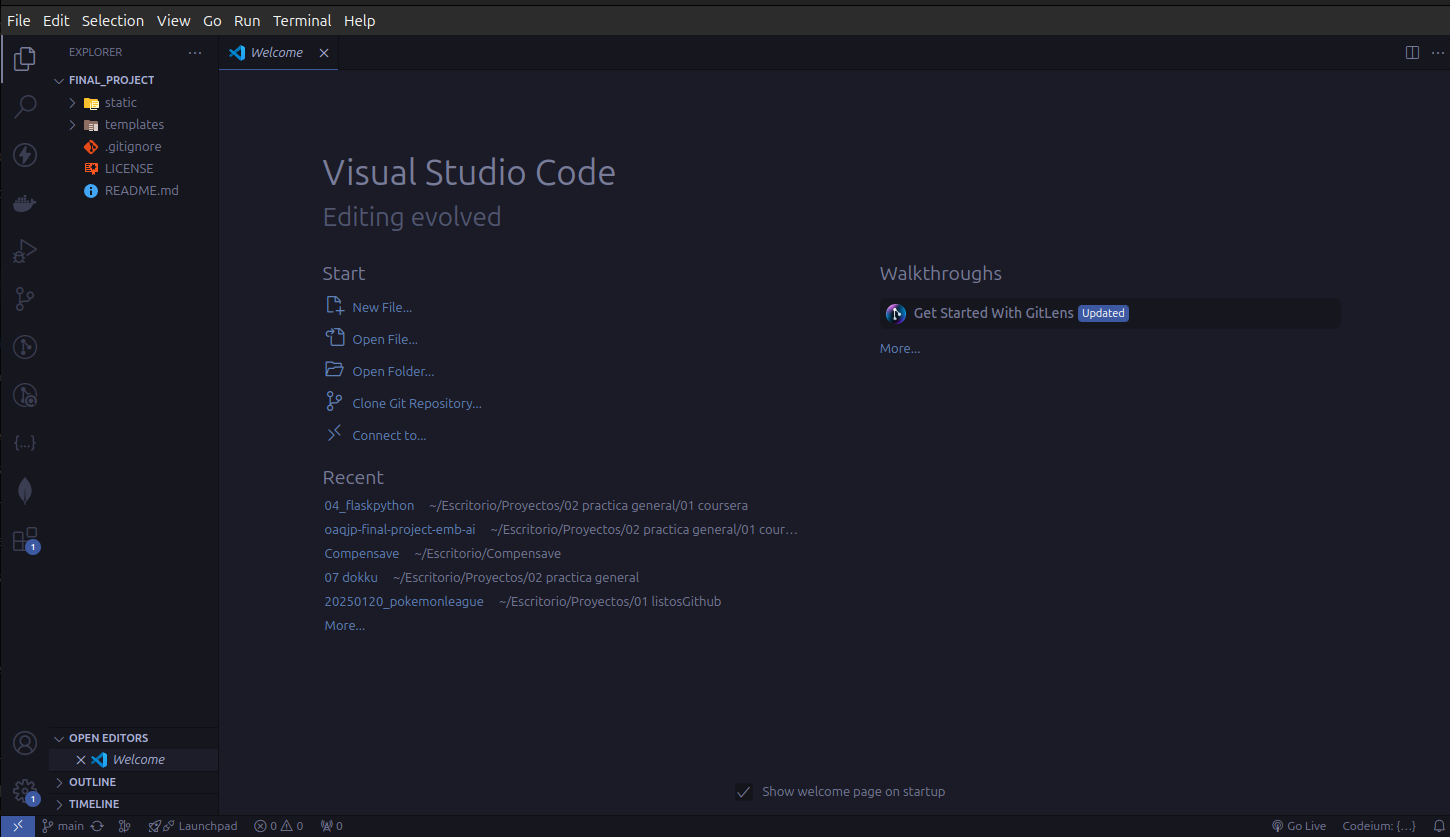 File Edit Selection View Go Run Terminal Help
EXPLORER
FINAL_PROJECT
static
templates
.gitignore
LICENSE
README.md
OPEN EDITORS
Welcome
OUTLINE
TIMELINE
Welcome
Visual Studio Code
Editing evolved
Start
New File...
Open File...
Open Folder...
Clone Git Repository...
Connect to...
Recent
04_flaskpython ~/Escritorio/Proyectos/02 practica general/01 coursera
oaqjp-final-project-emb-ai ~/Escritorio/Proyectos/02 practica general/01 cour...
Compensave ~/Escritorio/Compensave
07 dokku ~/Escritorio/Proyectos/02 practica general
20250120_pokemonleague ~/Escritorio/Proyectos/01 listosGithub
More...
Walkthroughs
Get Started With GitLens Updated
More...
Show welcome page on startup
1
1
main Launchpad 0 0 0 Go Live Codeium: {...}